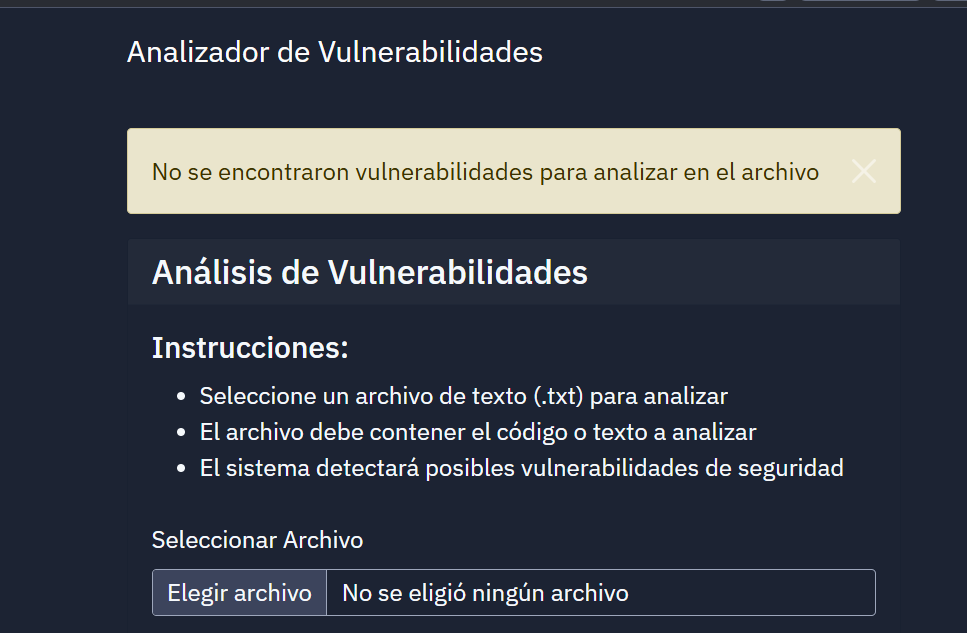 Analizador de Vulnerabilidades
No se encontraron vulnerabilidades para analizar en el archivo
Análisis de Vulnerabilidades
Instrucciones:
Seleccione un archivo de texto (.txt) para analizar
El archivo debe contener el código o texto a analizar
El sistema detectará posibles vulnerabilidades de seguridad
Seleccionar Archivo
Elegir archivo No se eligió ningún archivo